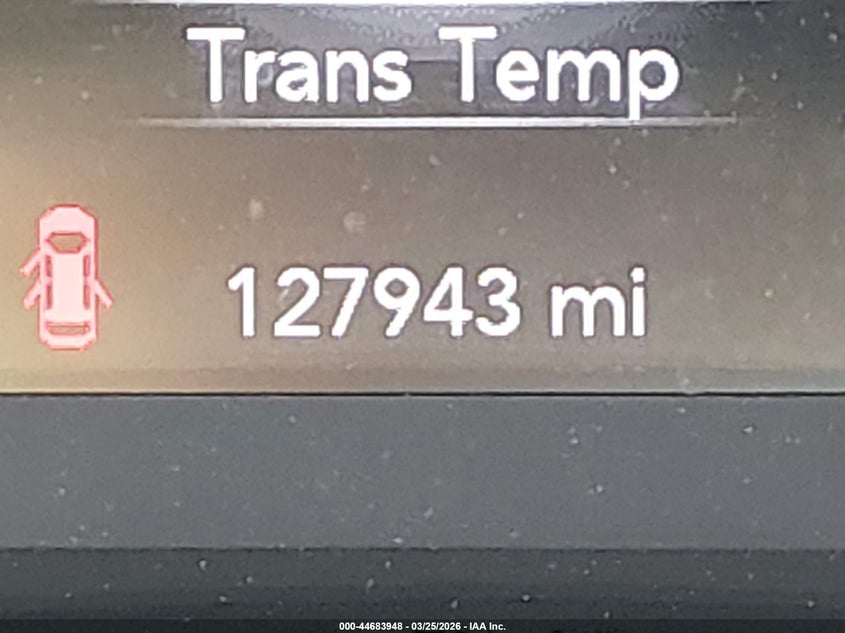 Trans Temp
127943 mi
000-44683948 - 03/25/2026 - IAA Inc.